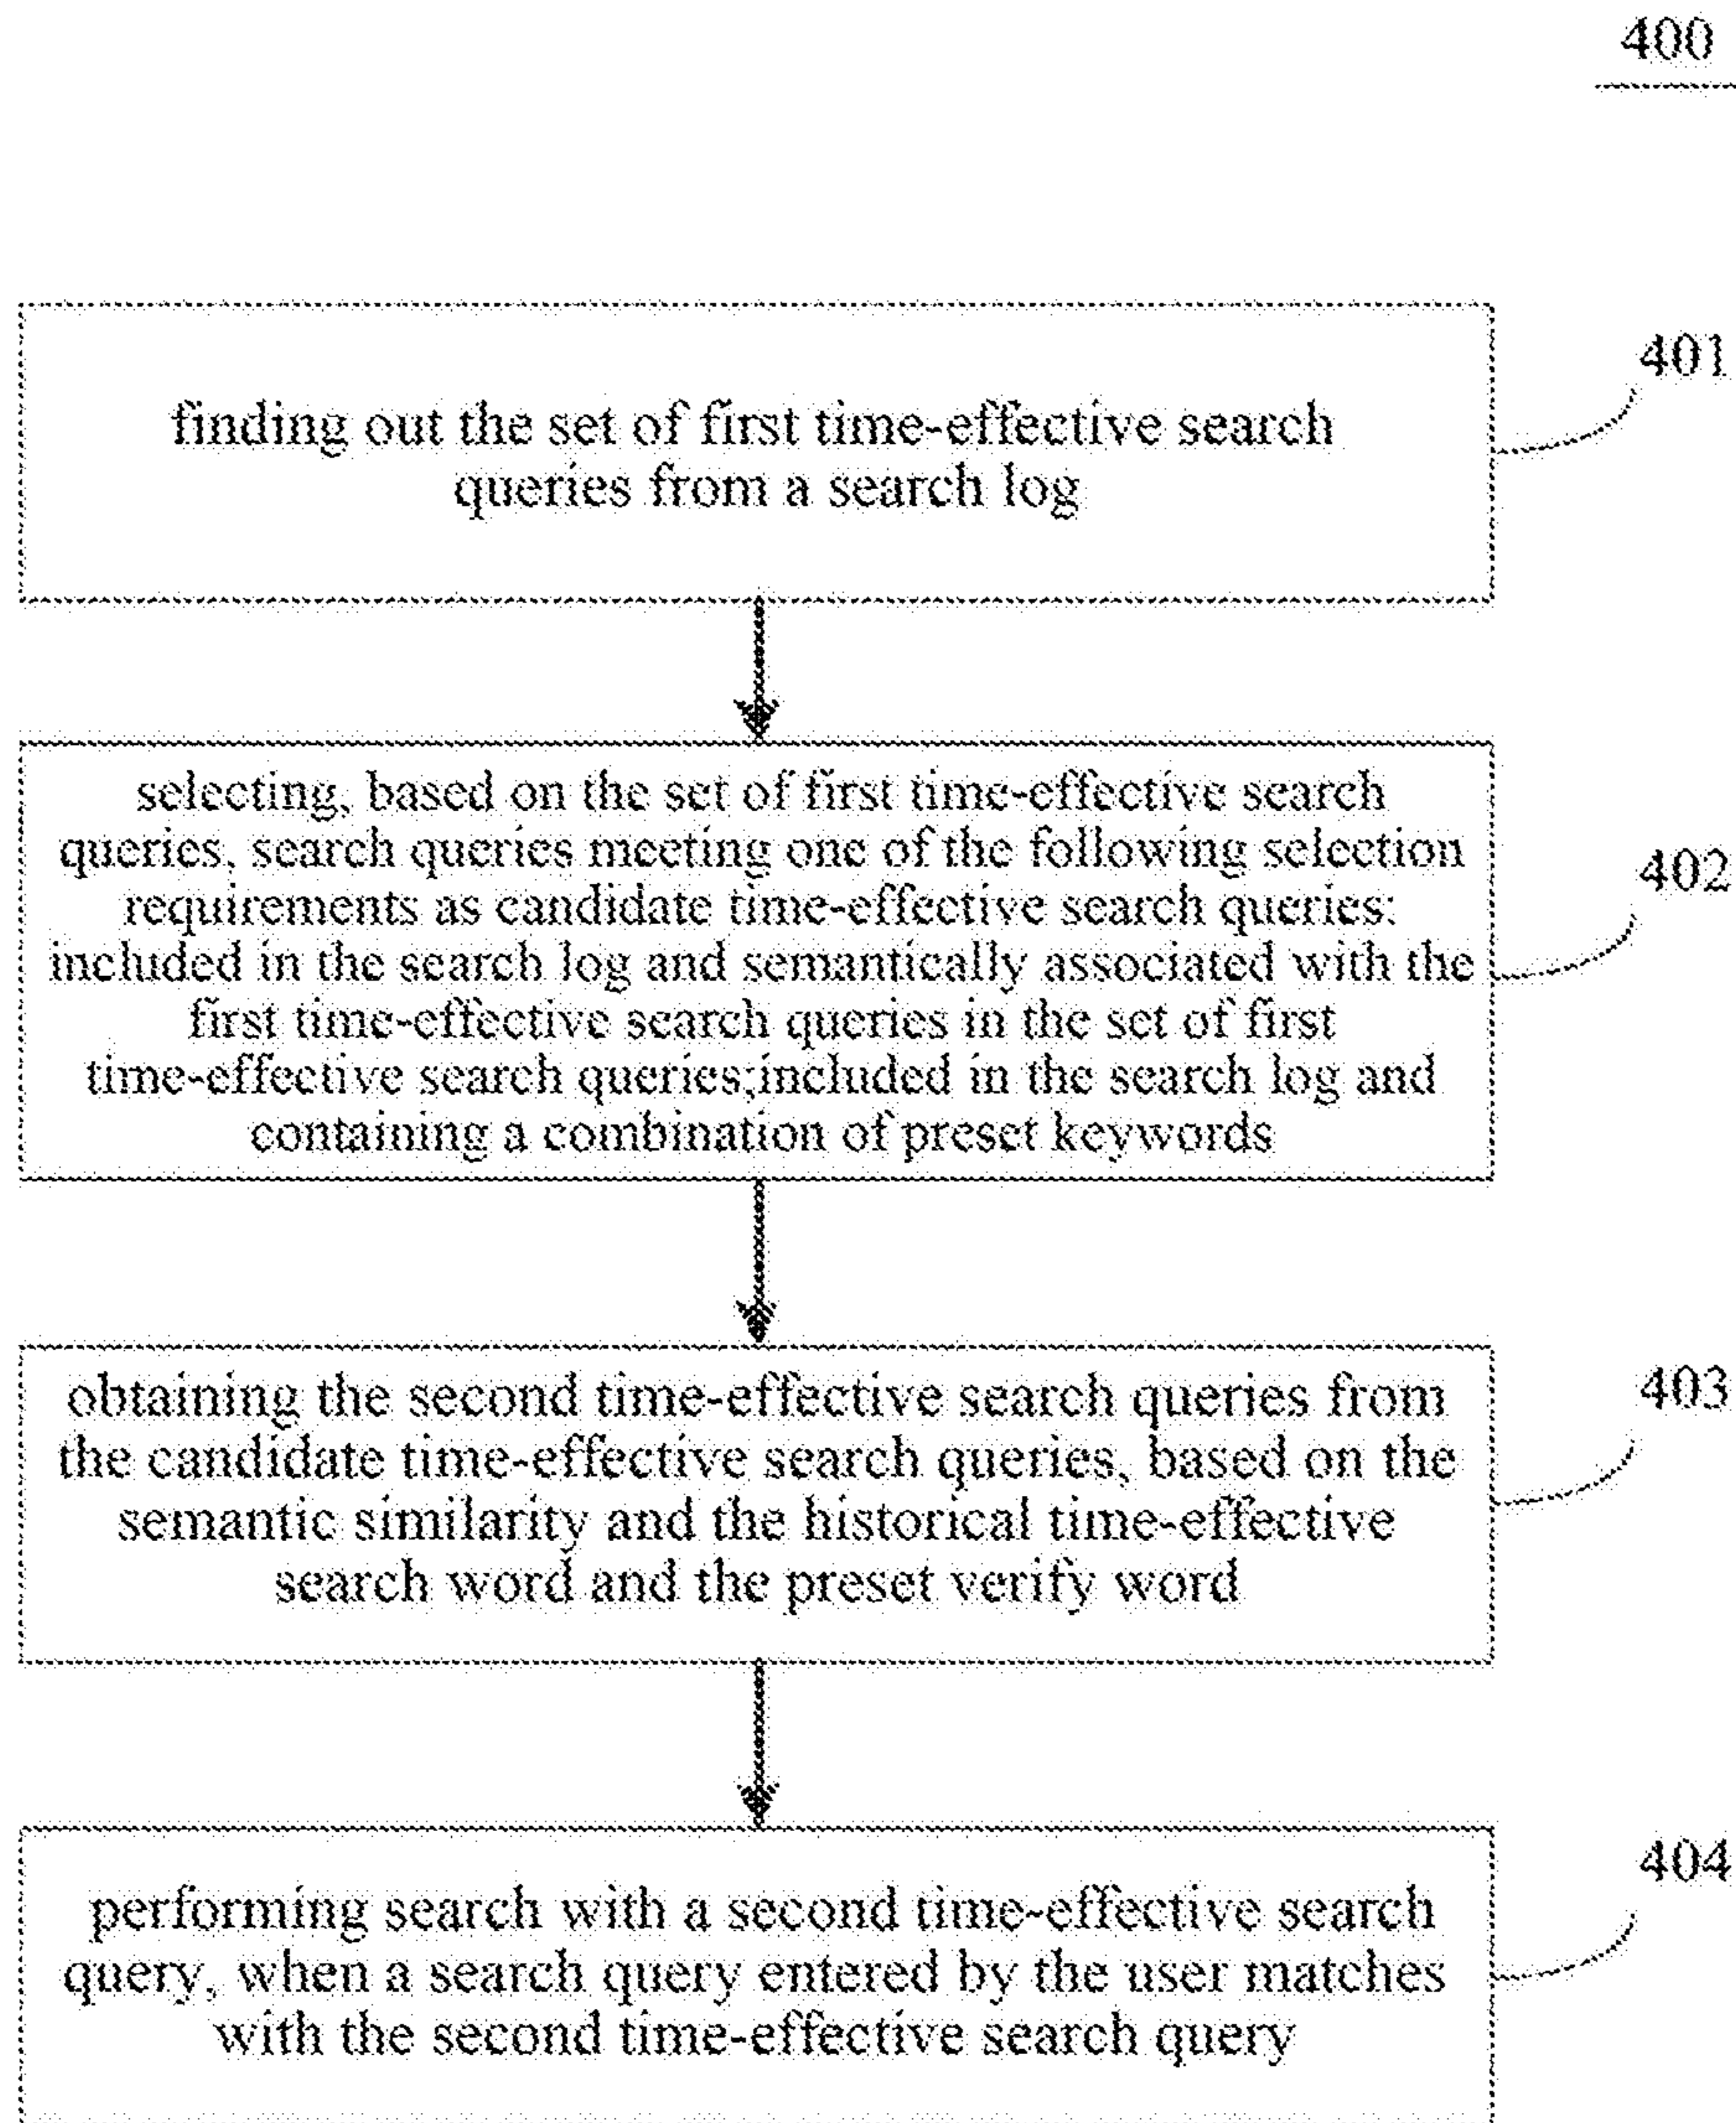 400
finding out the set of first time-effective search
queries from a search log
401
selecting, based on the set of first time-effective search
queries, search queries meeting one of the following selection
requirements as candidate time-effective search queries:
included in the search log and semantically associated with the
first time-effective search queries in the set of first
time-effective search queries;included in the search log and
containing a combination of preset keywords
402
obtaining the second time-effective search queries from
the candidate time-effective search queries, based on the
semantic similarity and the historical time-effective
search word and the preset verify word
403
performing search with a second time-effective search
query, when a search query entered by the user matches
with the second time-effective search query
404